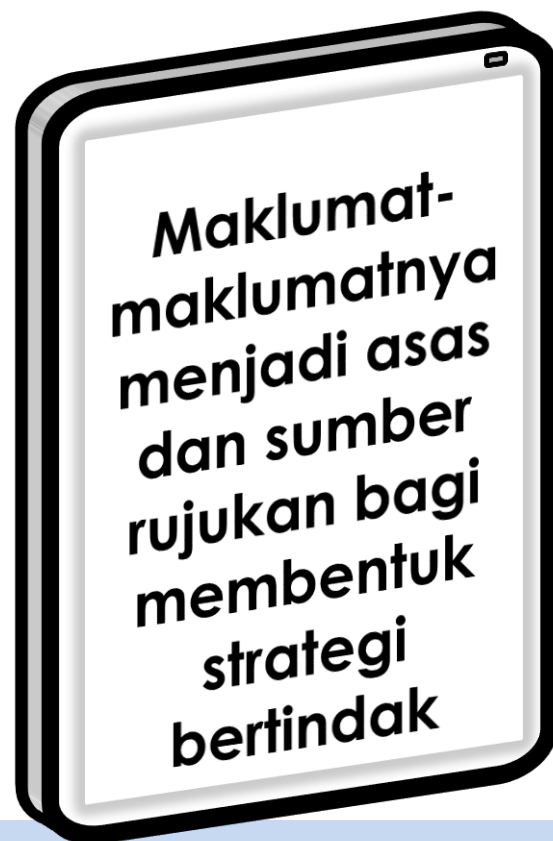 Maklumat-
maklumatnya
menjadi asas
dan sumber
rujukan bagi
membentuk
strategi
bertindak